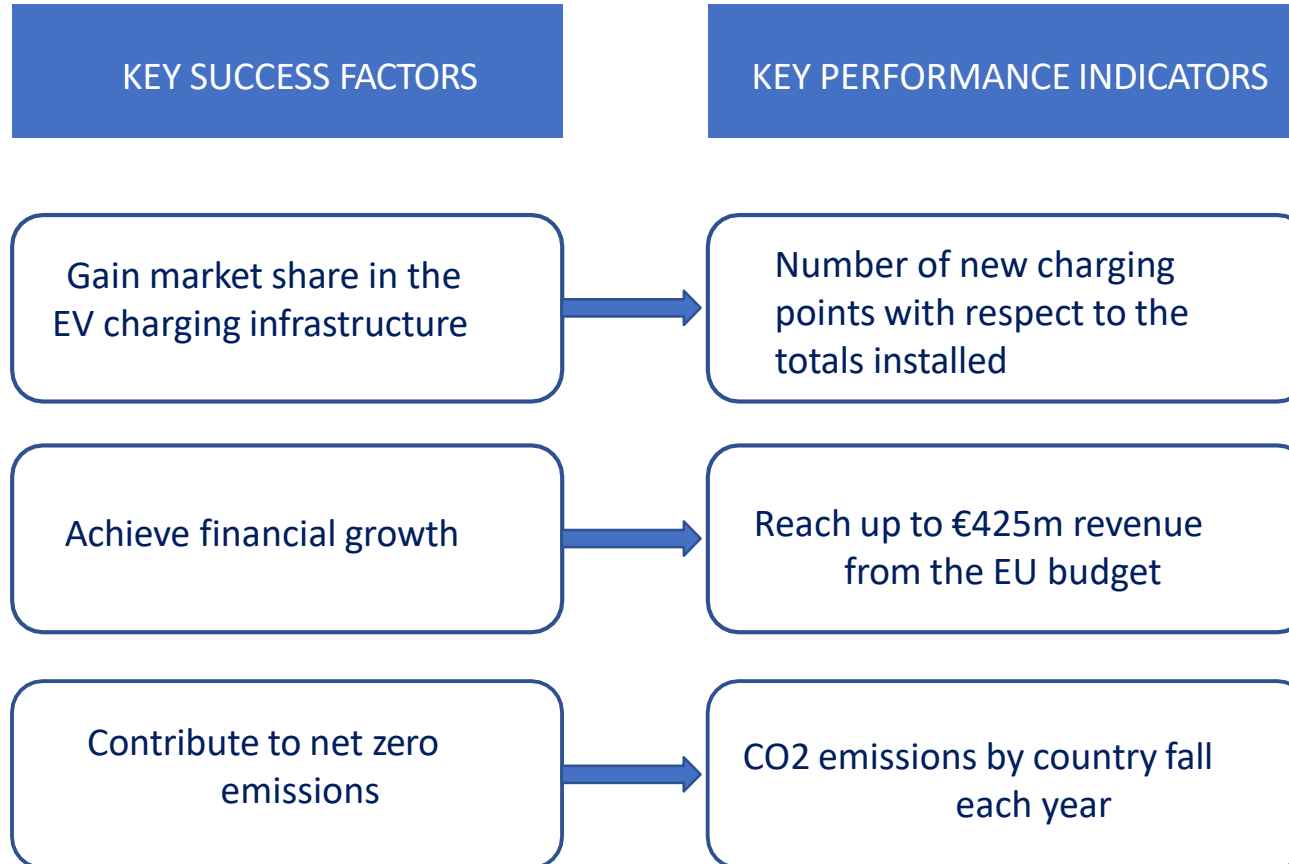 KEY SUCCESS FACTORS
KEY PERFORMANCE INDICATORS
Gain market share in the
EV charging infrastructure
Number of new charging
points with respect to the
totals installed
Achieve financial growth
Reach up to €425m revenue
from the EU budget
Contribute to net zero
emissions
CO2 emissions by country fall
each year